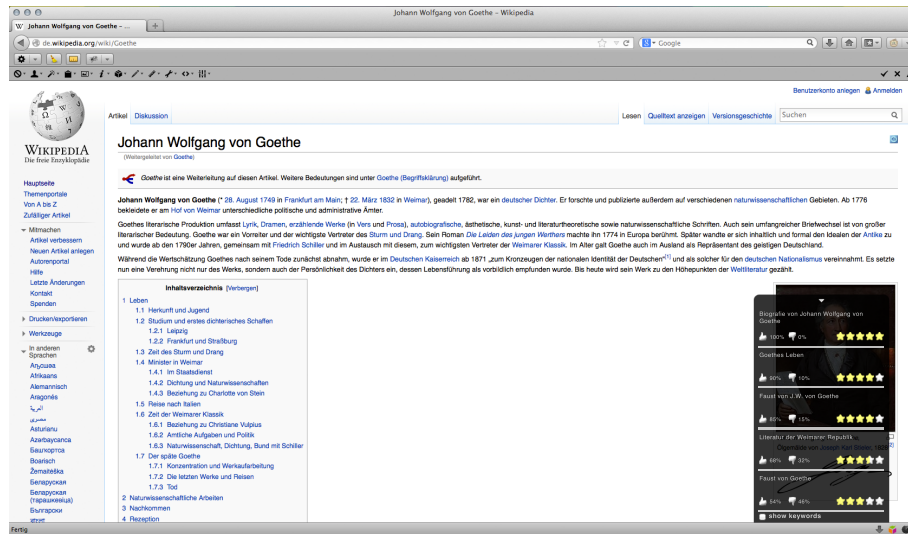 Johann Wolfgang von Goethe – Wikipedia
W Johann Wolfgang von Goethe – ...
de.wikipedia.org/wiki/Goethe
Google
Benutzerkonto anlegen Anmelden
Artikel Diskussion
Lesen Quelltext anzeigen Versionsgeschichte Suchen
WIKIPEDIA
Die freie Enzyklopädie
Hauptseite
Themenportale
Von A bis Z
Zufälliger Artikel
Mitmachen
Artikel verbessern
Neuen Artikel anlegen
Autorenportal
Hilfe
Letzte Änderungen
Kontakt
Spenden
Drucken/exportieren
Werkzeuge
In anderen
Sprachen
Аҧсшәа
Afrikaans
Alemannisch
Aragonés
العربية
مصرى
Asturianu
Azərbaycanca
Башҡортса
Boarisch
Žemaitėška
Беларуская
Беларуская
(тарашкевіца)
Български
Johann Wolfgang von Goethe
(Weitergeleitet von Goethe)
Goethe ist eine Weiterleitung auf diesen Artikel. Weitere Bedeutungen sind unter Goethe (Begriffsklärung) aufgeführt.
Johann Wolfgang von Goethe (* 28. August 1749 in Frankfurt am Main; † 22. März 1832 in Weimar), geadelt 1782, war ein deutscher Dichter. Er forschte und publizierte außerdem auf verschiedenen naturwissenschaftlichen Gebieten. Ab 1776
bekleidete er am Hof von Weimar unterschiedliche politische und administrative Ämter.
Goethes literarische Produktion umfasst Lyrik, Dramen, erzählende Werke (in Vers und Prosa), autobiografische, ästhetische, kunst- und literaturtheoretische sowie naturwissenschaftliche Schriften. Auch sein umfangreicher Briefwechsel ist von großer
literarischer Bedeutung. Goethe war ein Vorreiter und der wichtigste Vertreter des Sturm und Drang. Sein Roman Die Leiden des jungen Werthers machte ihn 1774 in Europa berühmt. Später wandte er sich inhaltlich und formal den Idealen der Antike zu
und wurde ab den 1790er Jahren, gemeinsam mit Friedrich Schiller und im Austausch mit diesem, zum wichtigsten Vertreter der Weimarer Klassik. Im Alter galt Goethe auch im Ausland als Repräsentant des geistigen Deutschland.
Während die Wertschätzung Goethes nach seinem Tode zunächst abnahm, wurde er im Deutschen Kaiserreich ab 1871 „zum Kronzeugen der nationalen Identität der Deutschen“[1] und als solcher für den deutschen Nationalismus vereinnahmt. Es setzte
nun eine Verehrung nicht nur des Werks, sondern auch der Persönlichkeit des Dichters ein, dessen Lebensführung als vorbildlich empfunden wurde. Bis heute wird sein Werk zu den Höhepunkten der Weltliteratur gezählt.
Inhaltsverzeichnis [Verbergen]
1 Leben
1.1 Herkunft und Jugend
1.2 Studium und erstes dichterisches Schaffen
1.2.1 Leipzig
1.2.2 Frankfurt und Straßburg
1.3 Zeit des Sturm und Drang
1.4 Minister in Weimar
1.4.1 Im Staatsdienst
1.4.2 Dichtung und Naturwissenschaften
1.4.3 Beziehung zu Charlotte von Stein
1.5 Reise nach Italien
1.6 Zeit der Weimarer Klassik
1.6.1 Beziehung zu Christiane Vulpius
1.6.2 Amtliche Aufgaben und Politik
1.6.3 Naturwissenschaft, Dichtung, Bund mit Schiller
1.7 Der späte Goethe
1.7.1 Konzentration und Werkaufarbeitung
1.7.2 Die letzten Werke und Reisen
1.7.3 Tod
2 Naturwissenschaftliche Arbeiten
3 Nachkommen
4 Rezeption
Biografie von Johann Wolfgang von
Goethe
100% 0%
Goethes Leben
90% 10%
Faust von J.W. von Goethe
85% 15%
Literatur der Weimarer Republik
68% 32%
Faust von Goethe
54% 46%
show keywords
Fertig